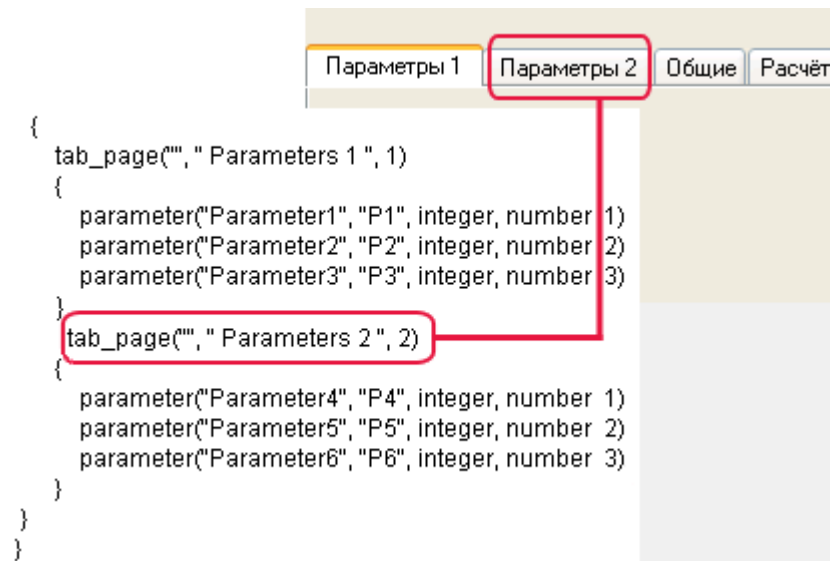 Параметры 1 Параметры 2 Общие Расчёт
{
tab_page("", " Parameters 1 ", 1)
{
parameter("Parameter1", "P1", integer, number 1)
parameter("Parameter2", "P2", integer, number 2)
parameter("Parameter3", "P3", integer, number 3)
}
tab_page("", " Parameters 2 ", 2)
{
parameter("Parameter4", "P4", integer, number 1)
parameter("Parameter5", "P5", integer, number 2)
parameter("Parameter6", "P6", integer, number 3)
}
}
}